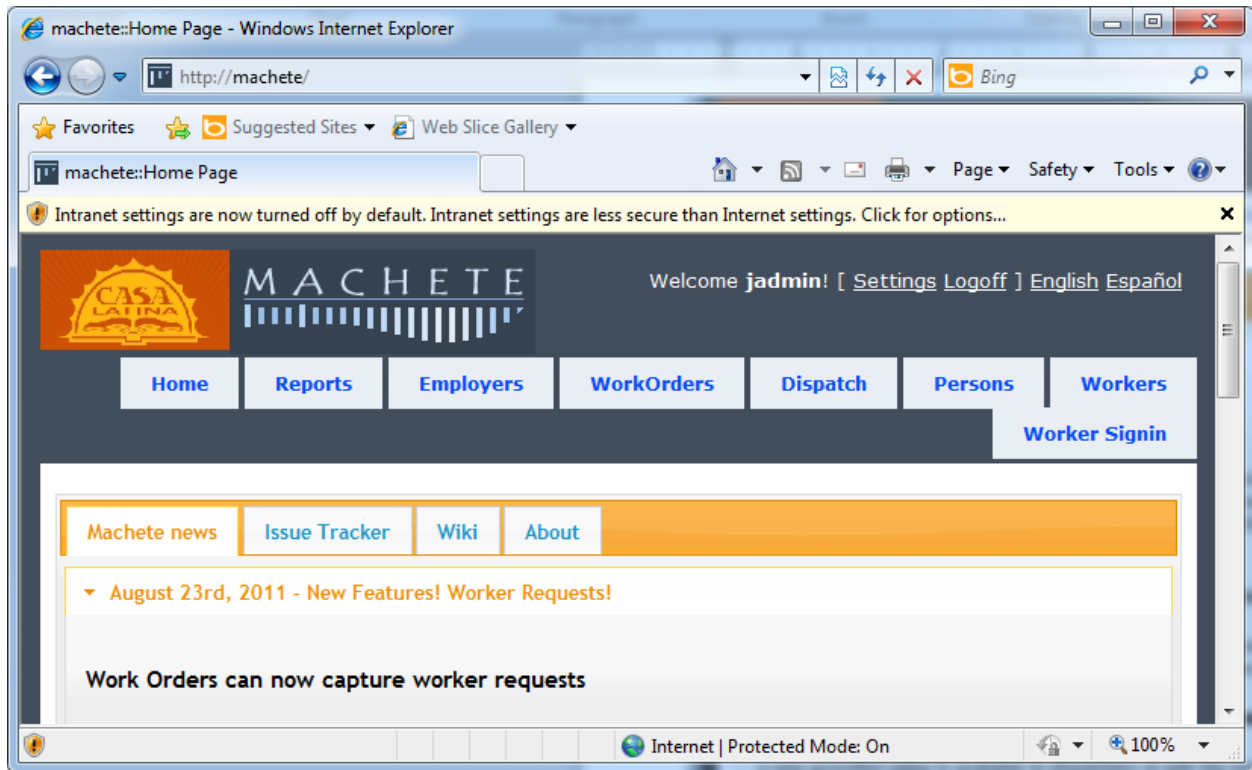 machete::Home Page - Windows Internet Explorer
http://machete/
Bing
Favorites Suggested Sites Web Slice Gallery
machete::Home Page
Page Safety Tools
Intranet settings are now turned off by default. Intranet settings are less secure than Internet settings. Click for options...
CASA
LATINA
MACHETE
Welcome jadmin! [ Settings Logoff ] English Español
Home Reports Employers WorkOrders Dispatch Persons Workers
Worker Signin
Machete news Issue Tracker Wiki About
August 23rd, 2011 - New Features! Worker Requests!
Work Orders can now capture worker requests
Internet | Protected Mode: On
100%